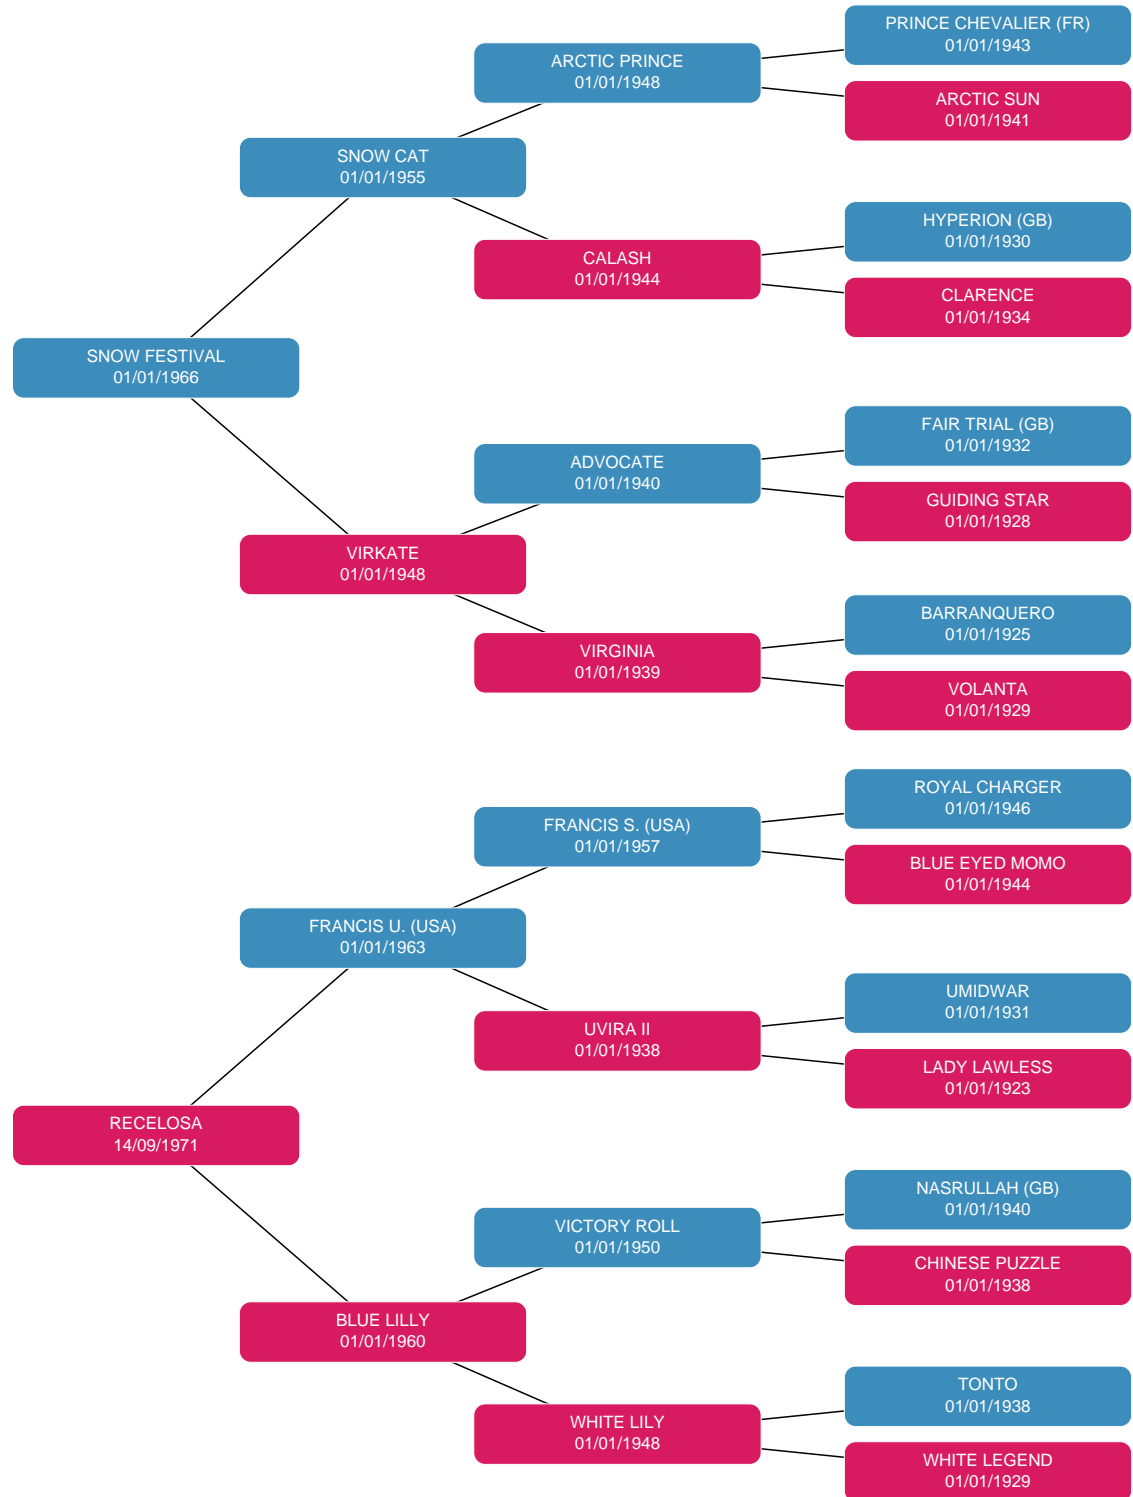 PRINCE CHEVALIER (FR)
01/01/1943
ARCTIC PRINCE
01/01/1948
ARCTIC SUN
01/01/1941
SNOW CAT
01/01/1955
HYPERION (GB)
01/01/1930
CALASH
01/01/1944
CLARENCE
01/01/1934
SNOW FESTIVAL
01/01/1966
FAIR TRIAL (GB)
01/01/1932
ADVOCATE
01/01/1940
GUIDING STAR
01/01/1928
VIRKATE
01/01/1948
BARRANQUERO
01/01/1925
VIRGINIA
01/01/1939
VOLANTA
01/01/1929
ROYAL CHARGER
01/01/1946
FRANCIS S. (USA)
01/01/1957
BLUE EYED MOMO
01/01/1944
FRANCIS U. (USA)
01/01/1963
UMIDWAR
01/01/1931
UVIRA II
01/01/1938
LADY LAWLESS
01/01/1923
RECELOSA
14/09/1971
NASRULLAH (GB)
01/01/1940
VICTORY ROLL
01/01/1950
CHINESE PUZZLE
01/01/1938
BLUE LILLY
01/01/1960
TONTO
01/01/1938
WHITE LILY
01/01/1948
WHITE LEGEND
01/01/1929